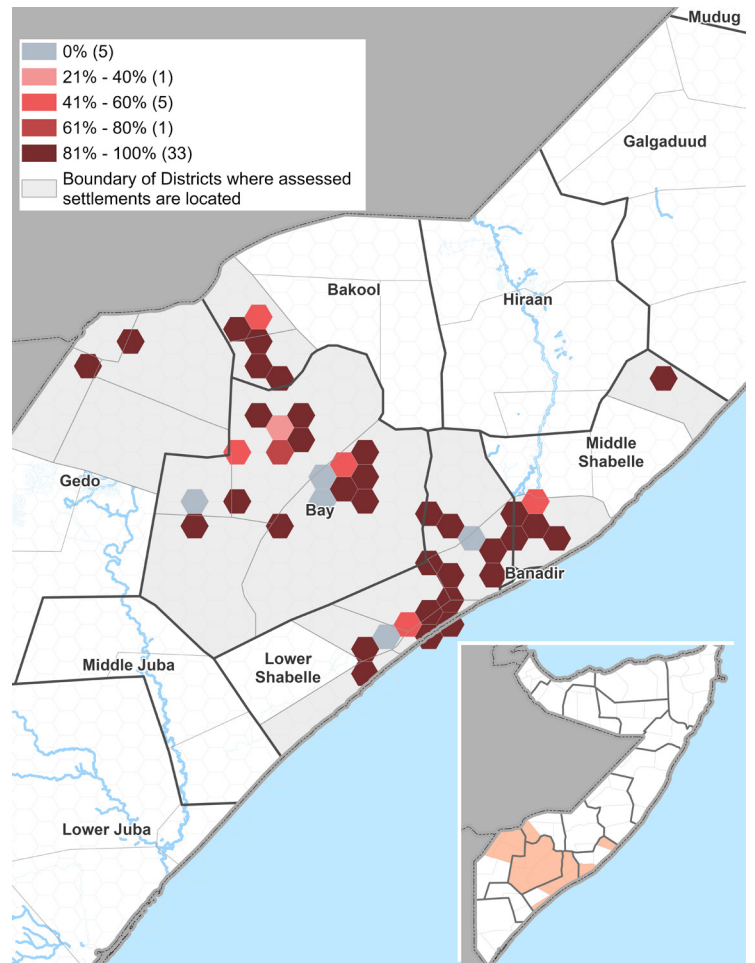 Mudug
0% (5)
21% - 40% (1)
41% - 60% (5)
61% - 80% (1)
81% - 100% (33)
Boundary of Districts where assessed
settlements are located
Galgaduud
Bakool
Hiraan
Middle
Shabelle
Gedo
Bay
Banadir
Middle Juba
Lower
Shabelle
Lower Juba